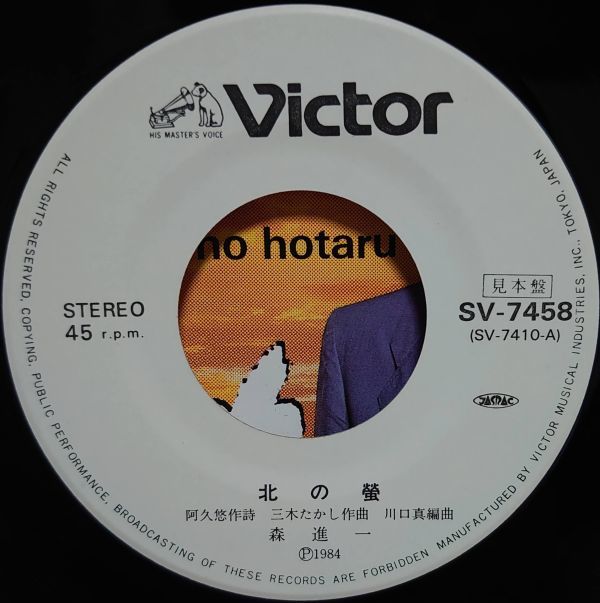 Victor
HIS MASTER'S VOICE
no hotaru
STEREO
45 r.p.m.
見本盤
SV-7458
(SV-7410-A)
JASRAC
北の螢
阿久悠作詩 三木たかし作曲 川口真編曲
森進一
Ⓟ1984
ALL RIGHTS RESERVED, COPYING, PUBLIC PERFORMANCE, BROADCASTING OF THESE RECORDS ARE FORBIDDEN MANUFACTURED BY VICTOR MUSICAL INDUSTRIES, INC., TOKYO, JAPAN